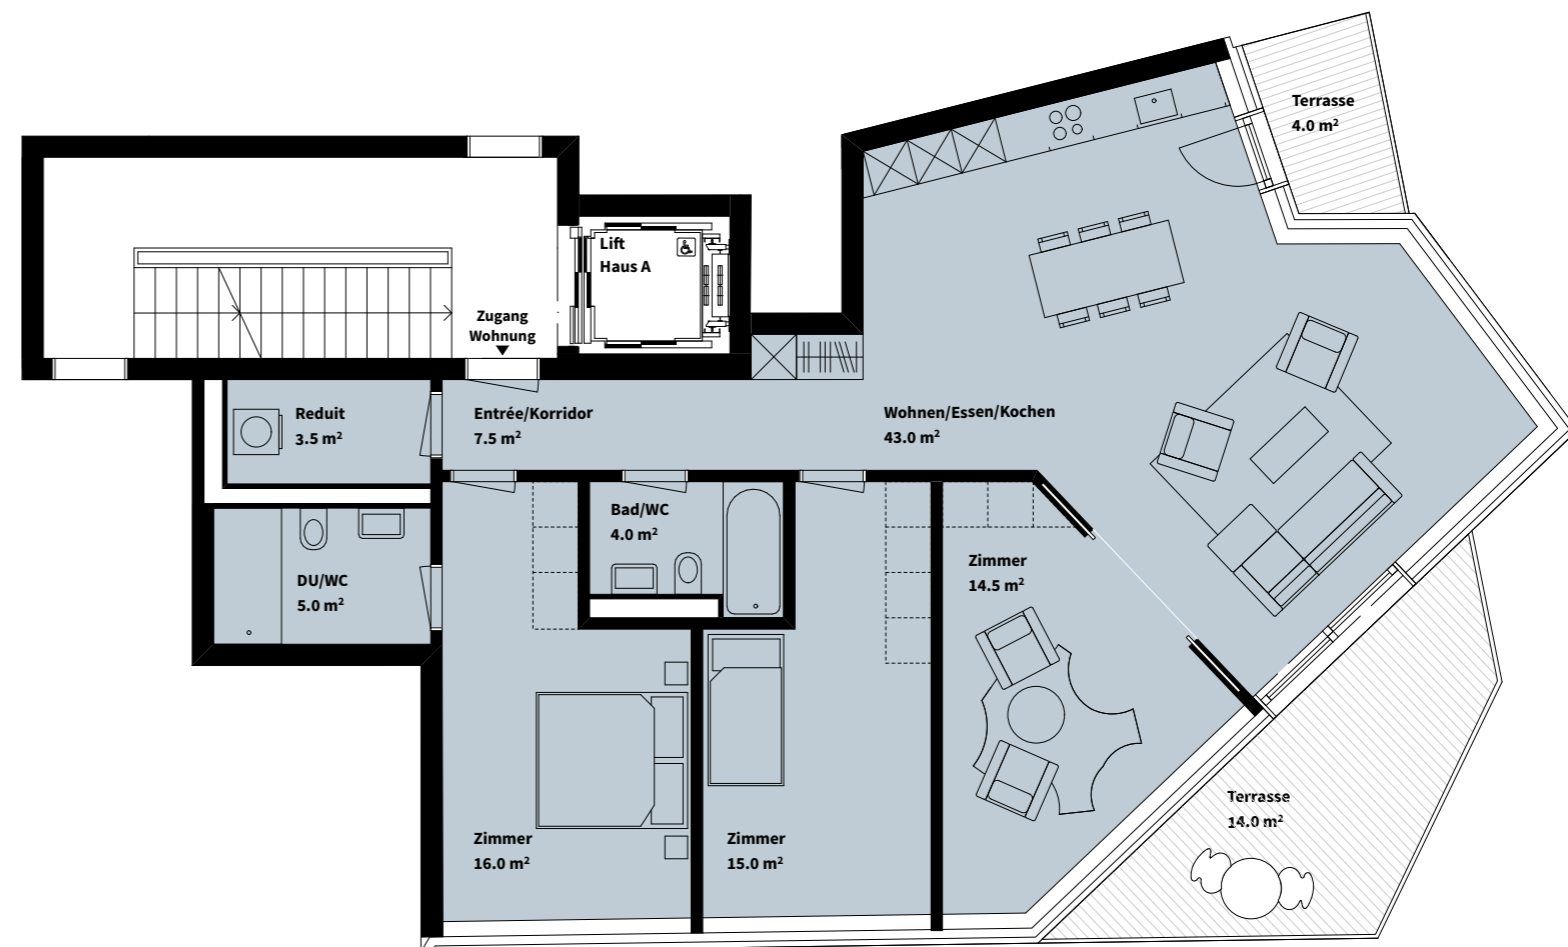 Terrasse
4.0 m²
Lift
Haus A
Zugang
Wohnung
Reduit
3.5 m²
Entrée/Korridor
7.5 m²
Wohnen/Essen/Kochen
43.0 m²
Bad/WC
4.0 m²
DU/WC
5.0 m²
Zimmer
14.5 m²
Zimmer
16.0 m²
Zimmer
15.0 m²
Terrasse
14.0 m²